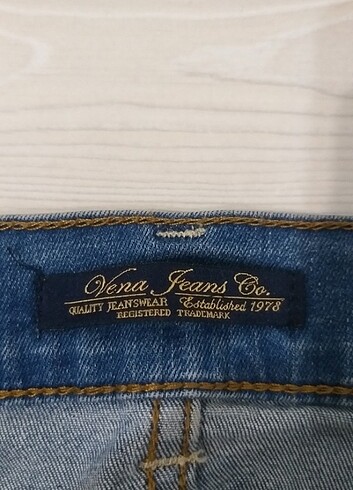 Vena Jeans Co.
QUALITY JEANSWEAR Established 1978
REGISTERED TRADEMARK